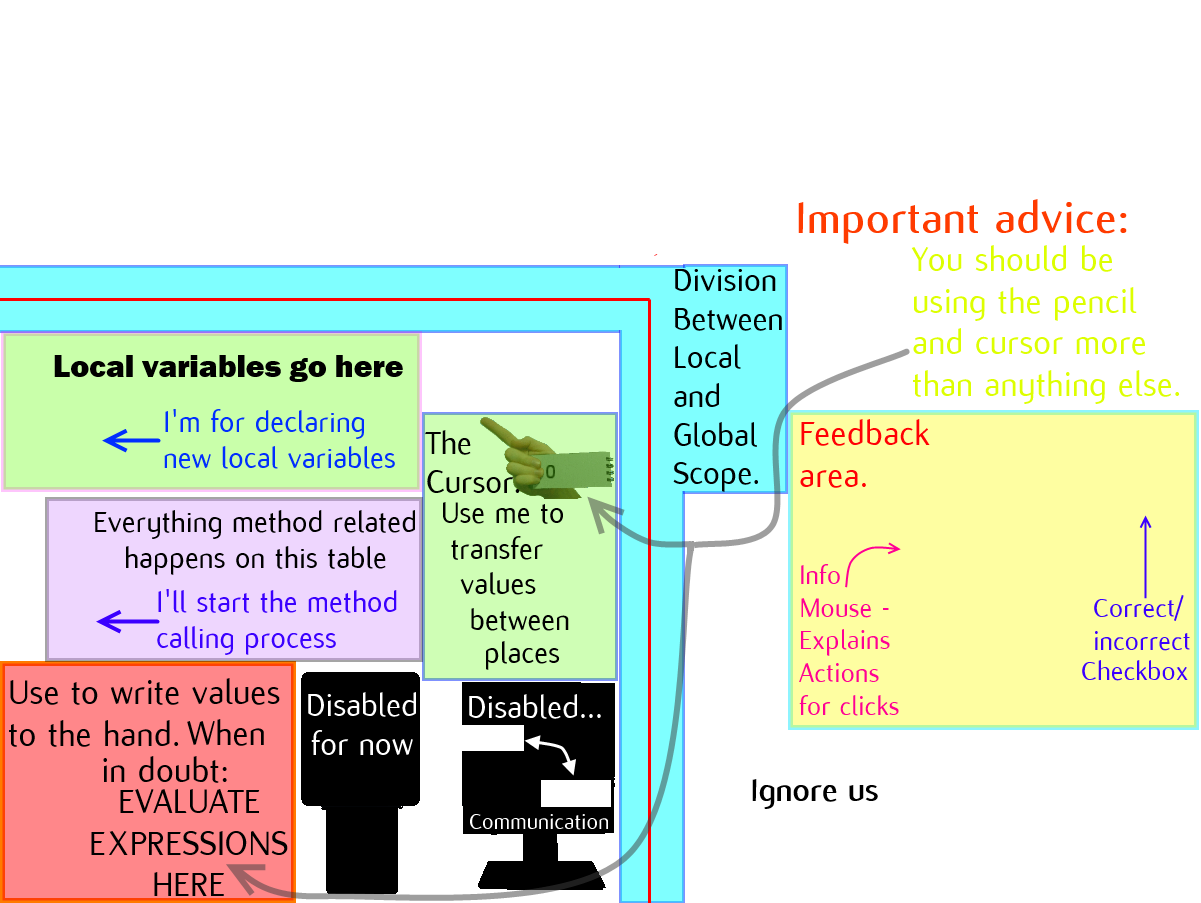 Important advice:
You should be
using the pencil
and cursor more
than anything else.
Division
Between
Local
and
Global
Scope.
Local variables go here
I'm for declaring
new local variables
The
Cursor.
0
Use me to
transfer
values
between
places
Everything method related
happens on this table
I'll start the method
calling process
Feedback
area.
Info
Mouse -
Explains
Actions
for clicks
Correct/
incorrect
Checkbox
Use to write values
to the hand. When
in doubt:
EVALUATE
EXPRESSIONS
HERE
Disabled
for now
Disabled...
Communication
Ignore us